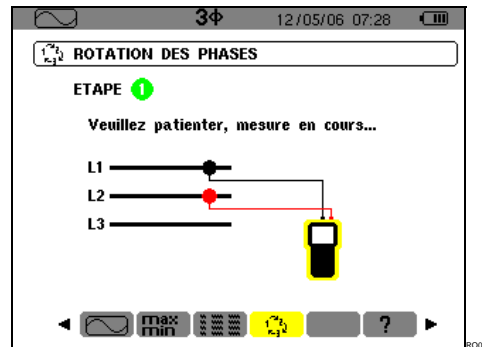 3Φ 12/05/06 07:28
ROTATION DES PHASES
ETAPE 1
Veuillez patienter, mesure en cours...
L1
L2
L3
max
min
?